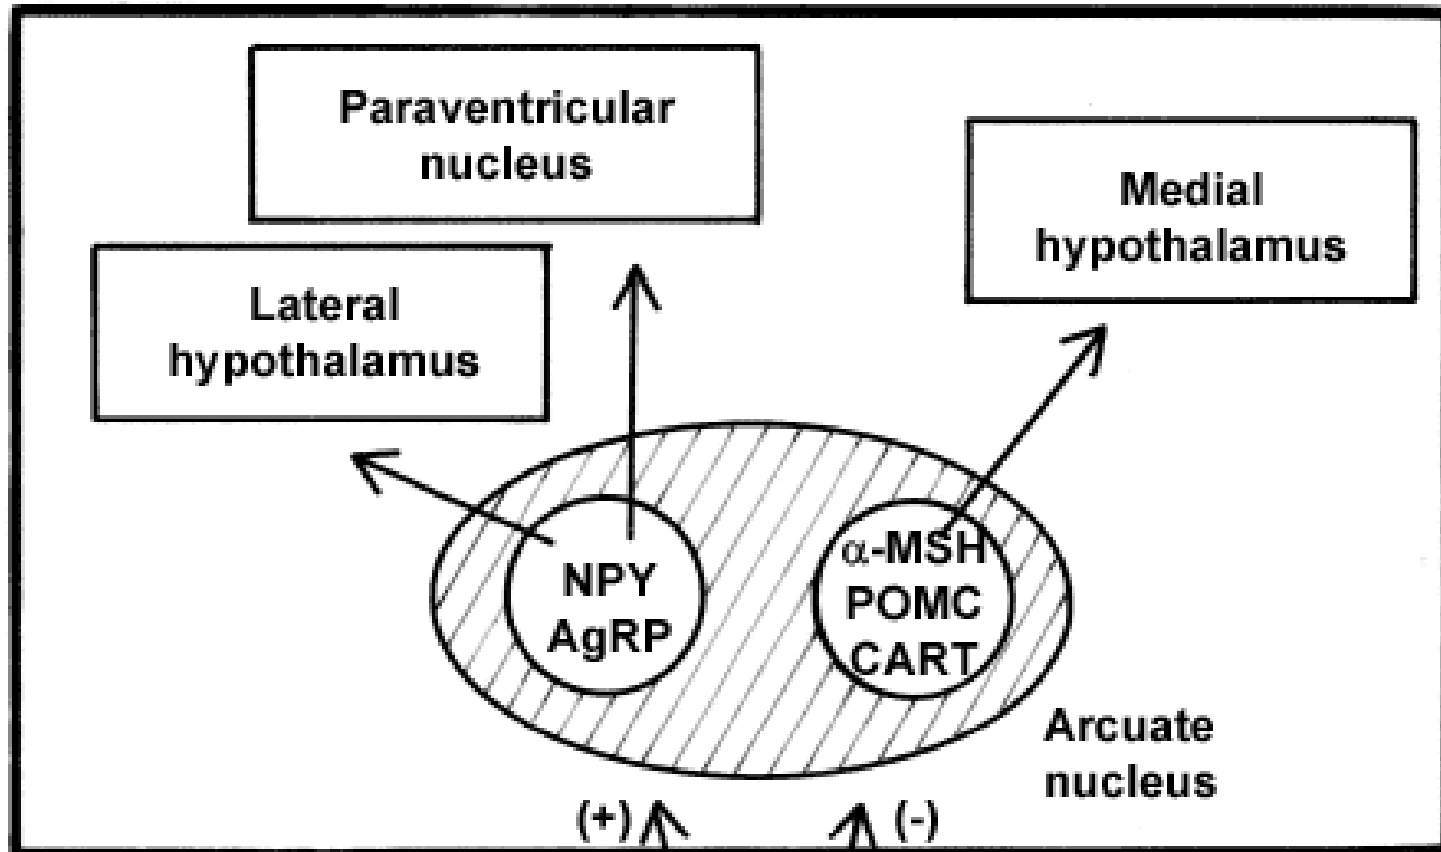 Paraventricular
nucleus
Medial
hypothalamus
Lateral
hypothalamus
NPY
AgRP
α-MSH
POMC
CART
Arcuate
nucleus
(+)
(-)